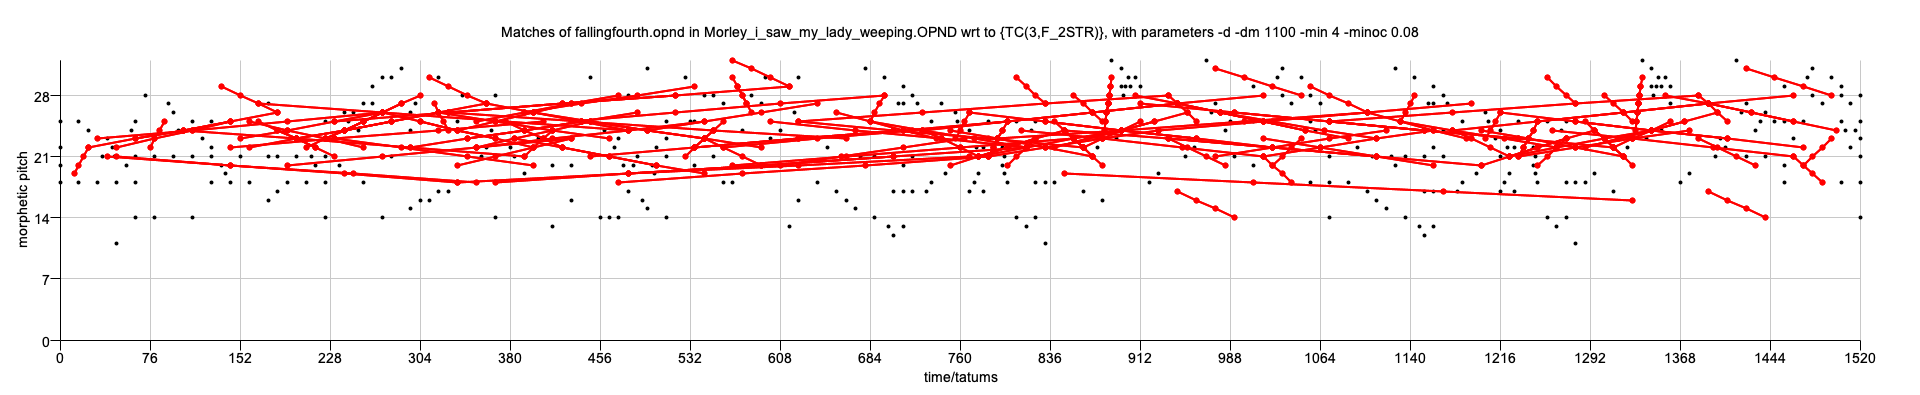 Matches of fallingfourth.opnd in Morley_i_saw_my_lady_weeping.OPND wrt to {TC(3,F_2STR)}, with parameters -d -dm 1100 -min 4 -minoc 0.08
morphetic pitch
28
21
14
7
0
0 76 152 228 304 380 456 532 608 684 760 836 912 988 1064 1140 1216 1292 1368 1444 1520
time/tatums